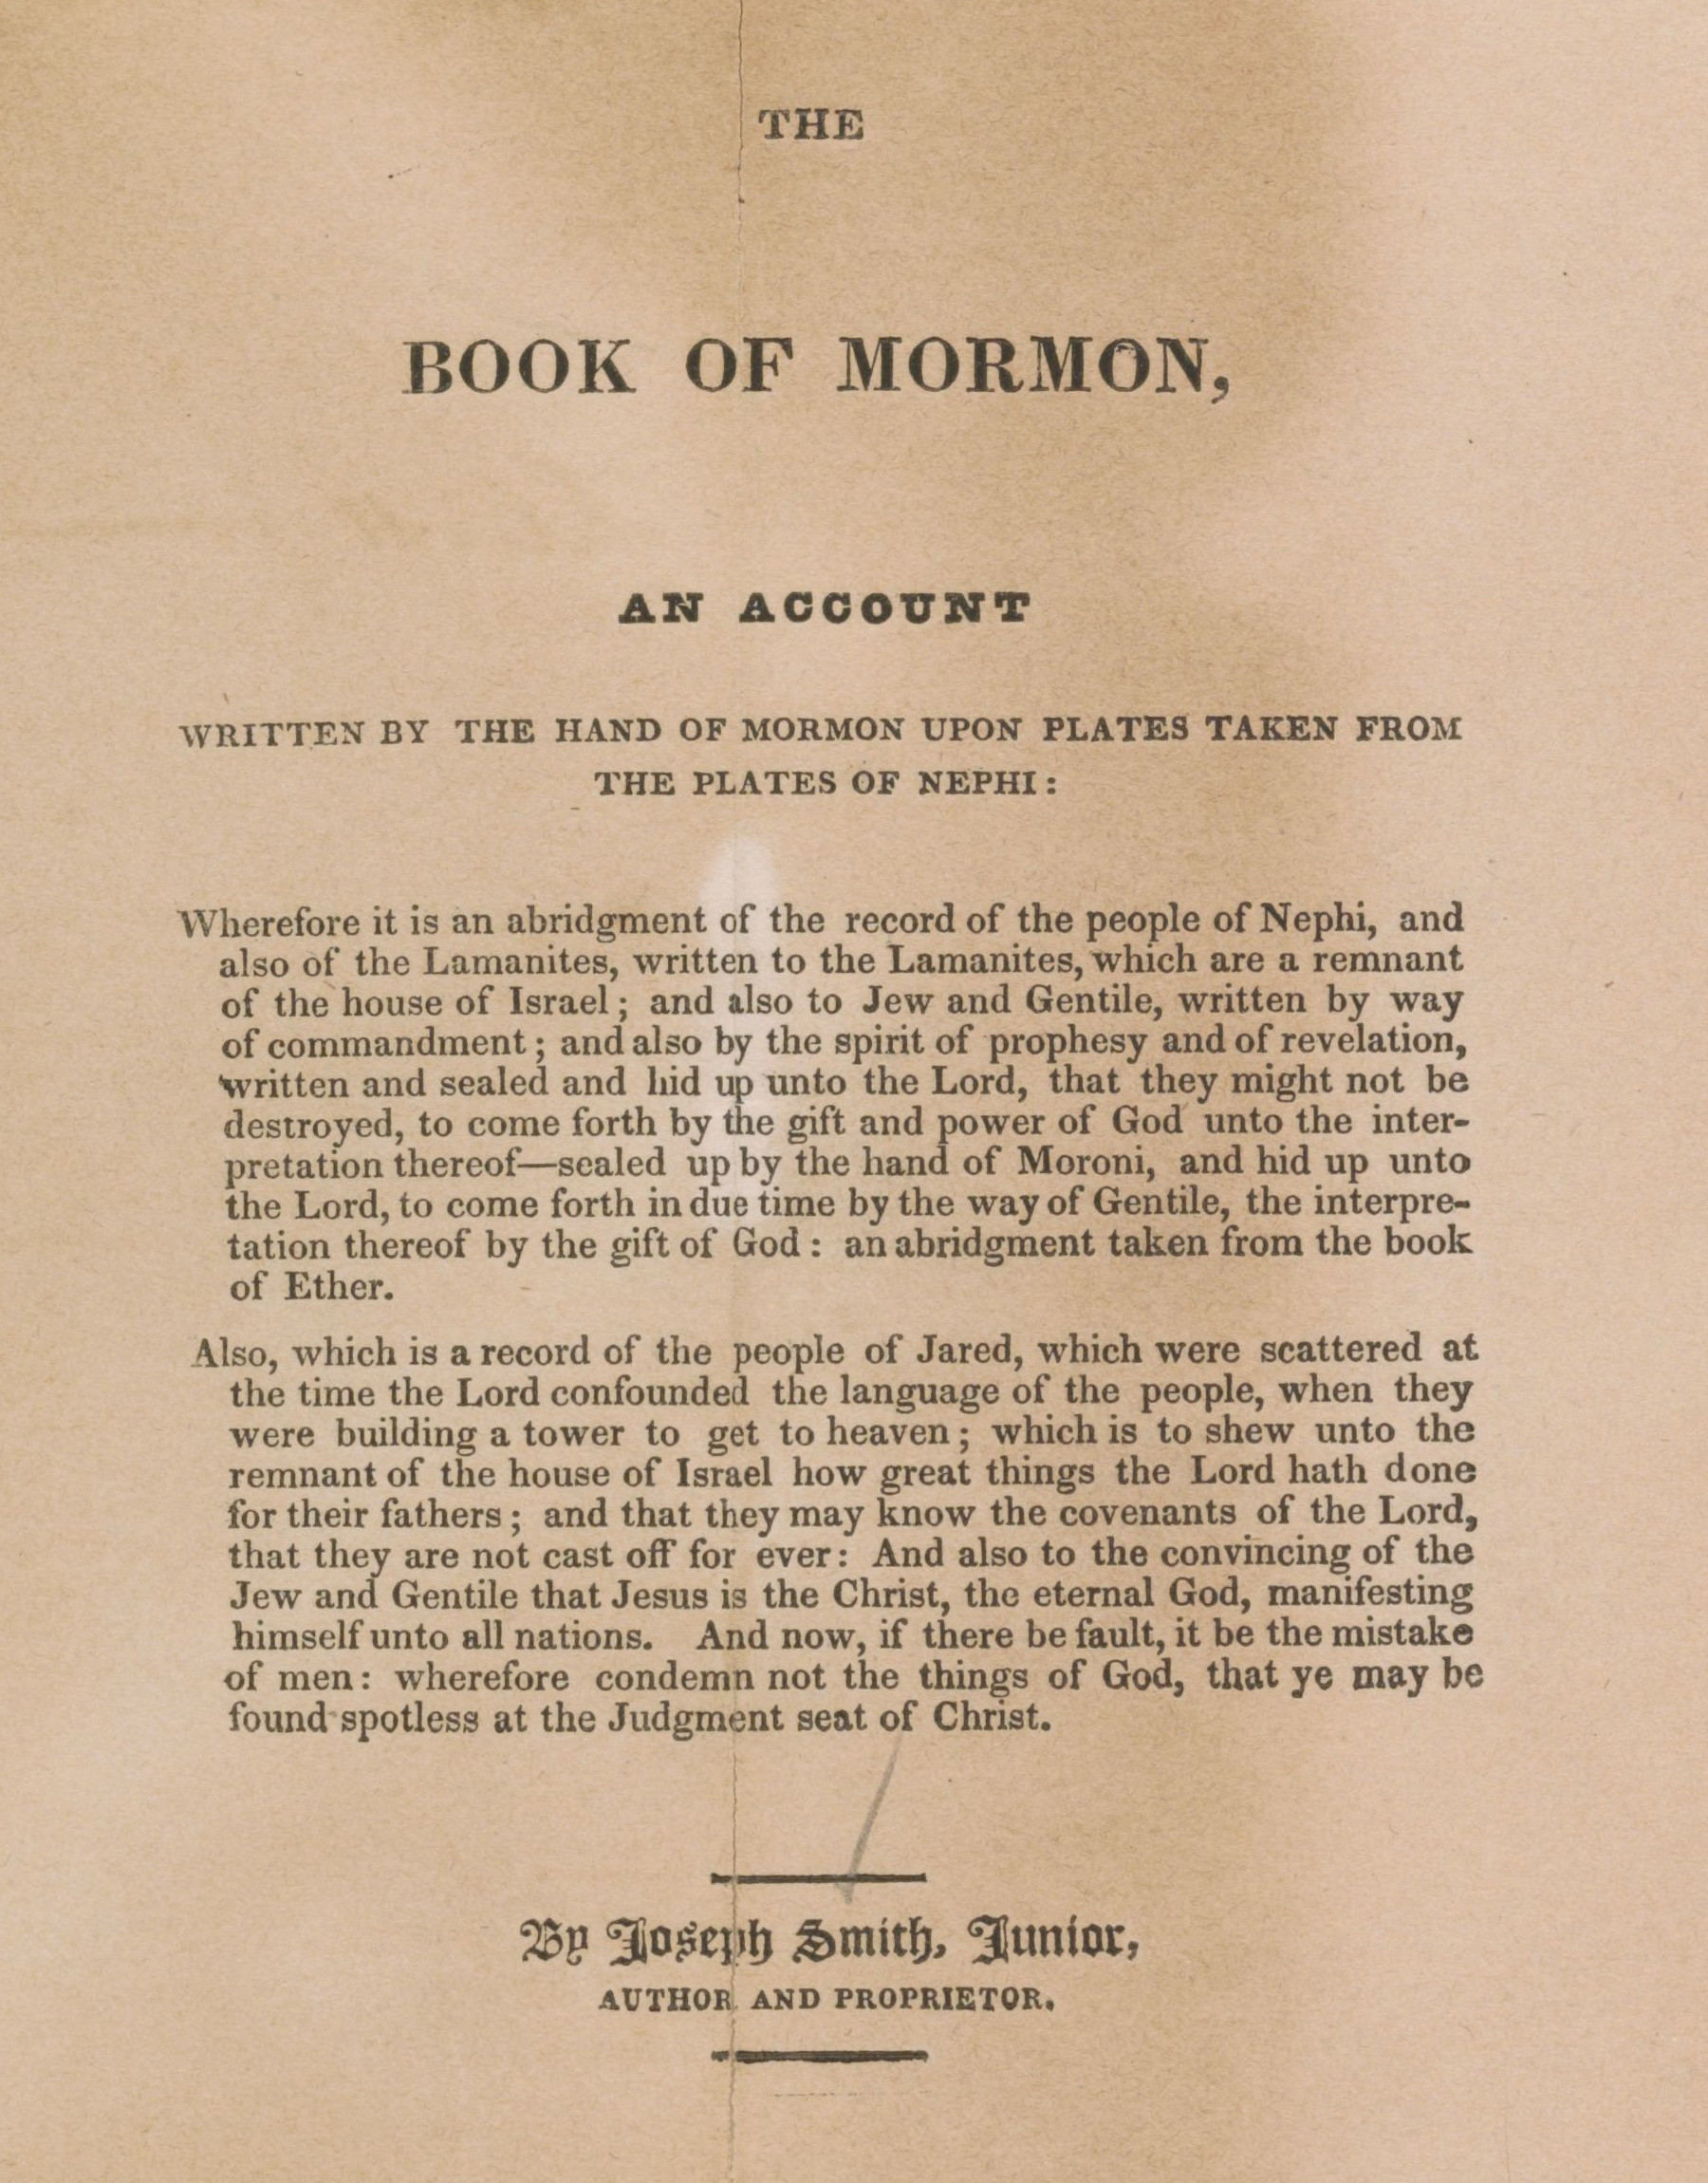 THE
BOOK OF MORMON,
AN ACCOUNT
WRITTEN BY THE HAND OF MORMON UPON PLATES TAKEN FROM
THE PLATES OF NEPHI:
Wherefore it is an abridgment of the record of the people of Nephi, and
also of the Lamanites, written to the Lamanites, which are a remnant
of the house of Israel; and also to Jew and Gentile, written by way
of commandment; and also by the spirit of prophesy and of revelation,
written and sealed and hid up unto the Lord, that they might not be
destroyed, to come forth by the gift and power of God unto the inter-
pretation thereof—sealed up by the hand of Moroni, and hid up unto
the Lord, to come forth in due time by the way of Gentile, the interpre-
tation thereof by the gift of God: an abridgment taken from the book
of Ether.
Also, which is a record of the people of Jared, which were scattered at
the time the Lord confounded the language of the people, when they
were building a tower to get to heaven; which is to shew unto the
remnant of the house of Israel how great things the Lord hath done
for their fathers; and that they may know the covenants of the Lord,
that they are not cast off for ever: And also to the convincing of the
Jew and Gentile that Jesus is the Christ, the eternal God, manifesting
himself unto all nations. And now, if there be fault, it be the mistake
of men: wherefore condemn not the things of God, that ye may be
found spotless at the Judgment seat of Christ.
By Joseph Smith, Junior,
AUTHOR AND PROPRIETOR.